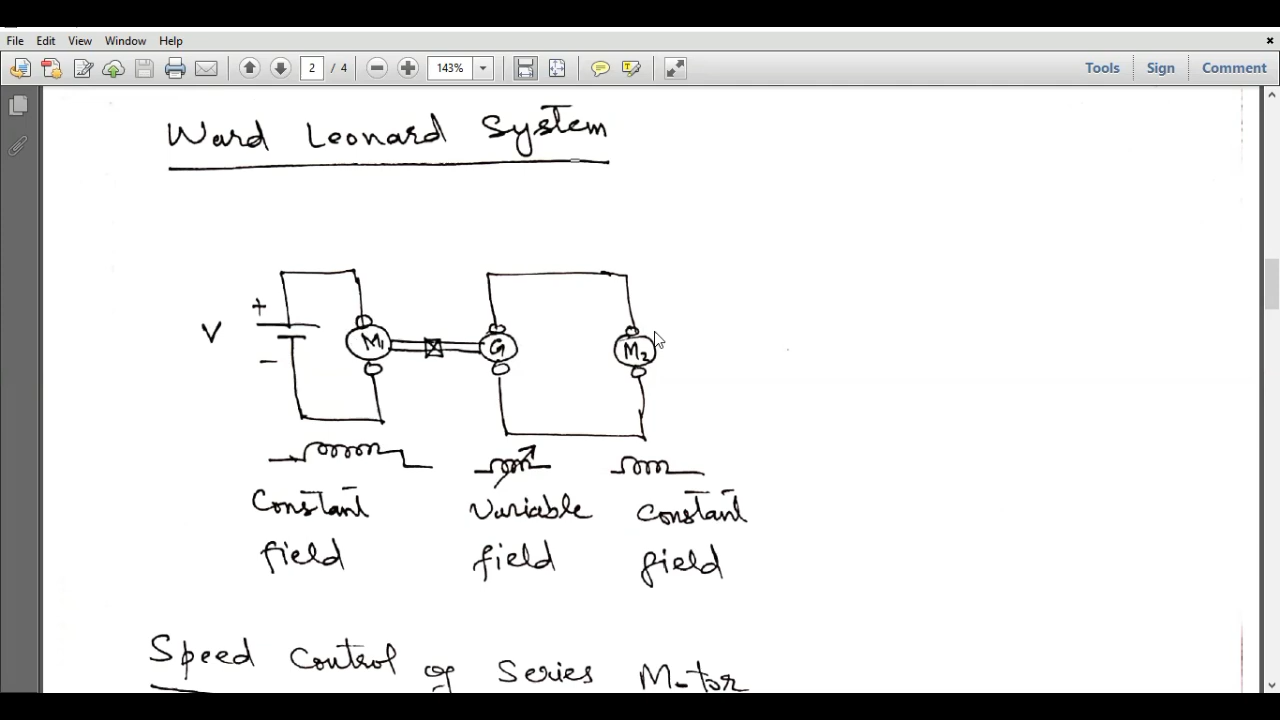 File Edit View Window Help
2 / 4 143% Tools Sign Comment
Ward Leonard System
V + - M1 G M2
Constant Variable Constant
field field field
Speed Control of Series Motor